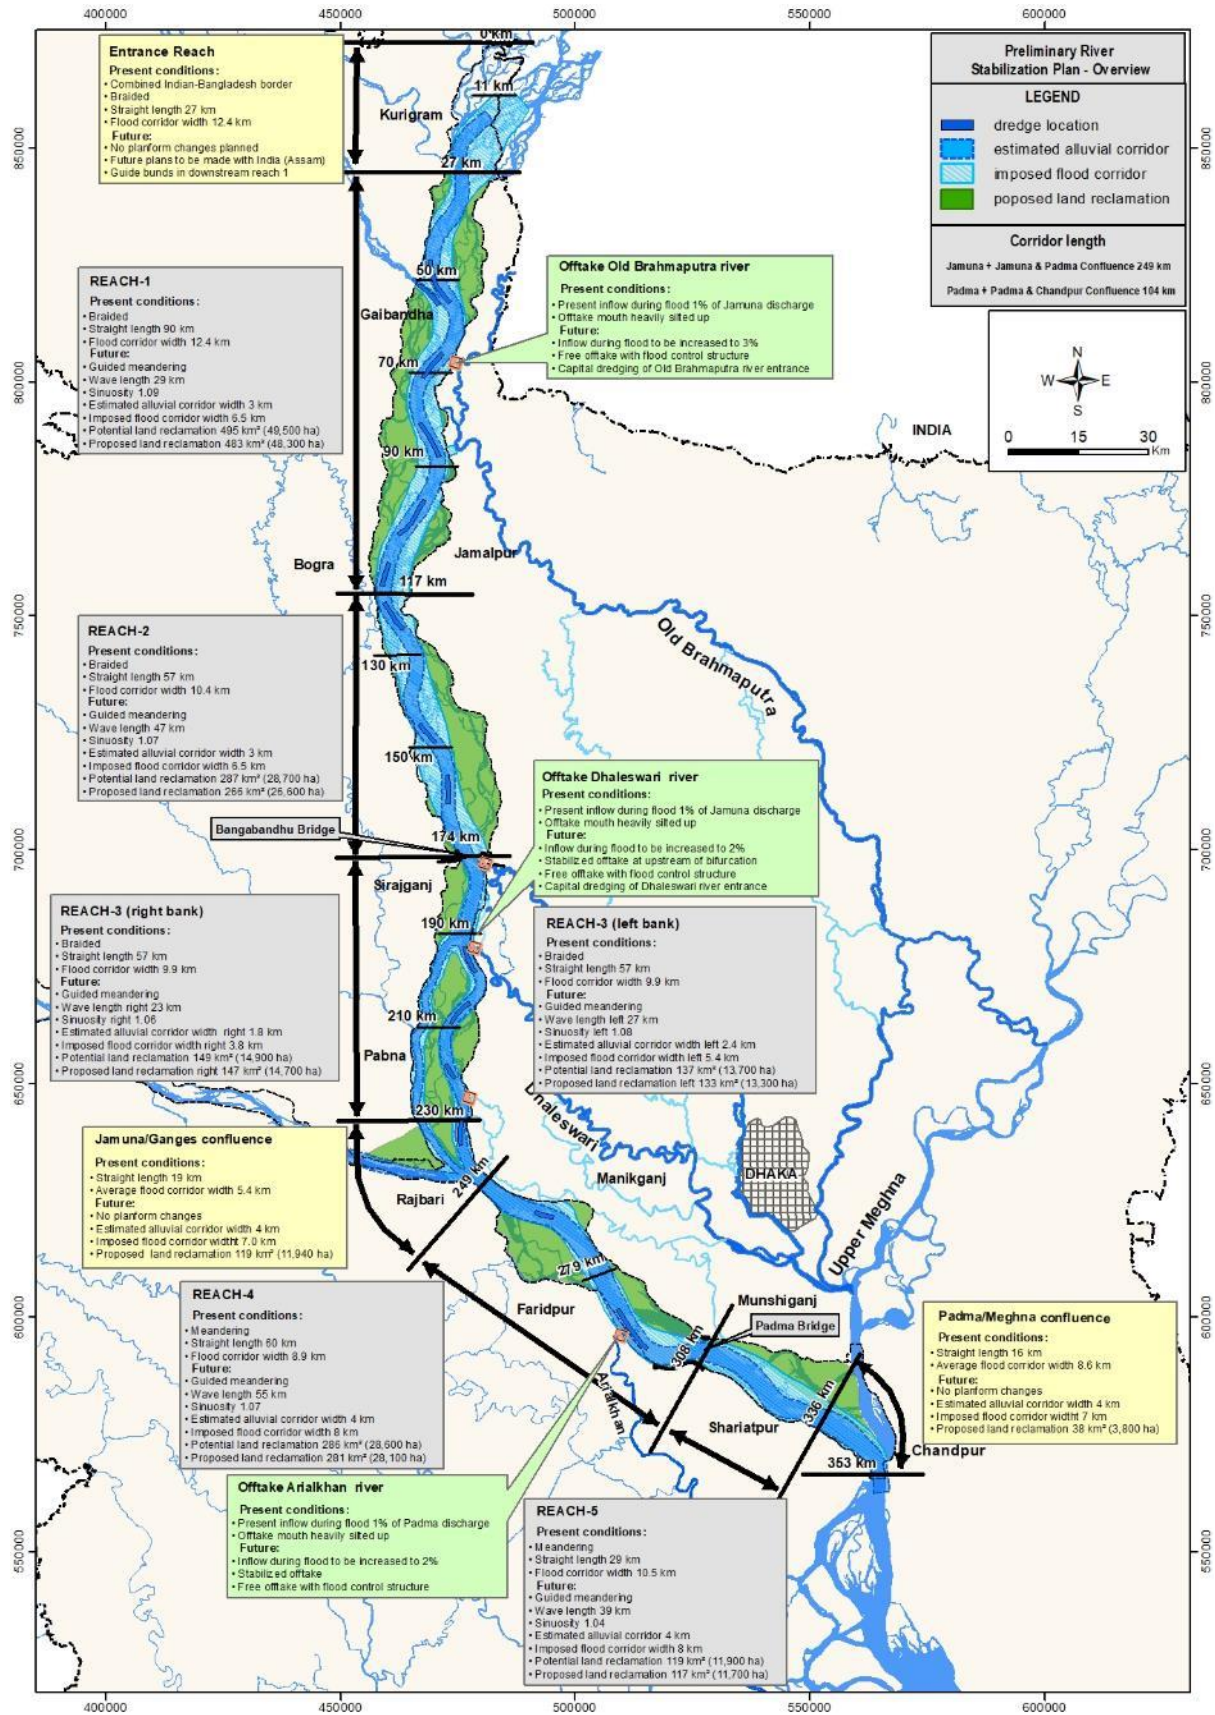 400000
450000
500000
550000
600000
Preliminary River
Stabilization Plan - Overview
LEGEND
dredge location
estimated alluvial corridor
imposed flood corridor
poposed land reclamation
Corridor length
Jamuna + Jamuna & Padma Confluence 249 km
Padma + Padma & Chandpur Confluence 104 km
N
W
E
S
0
15
30
Km
Entrance Reach
Present conditions:
• Combined Indian-Bangladesh border
• Braided
• Straight length 27 km
• Flood corridor width 12.4 km
Future:
• No planform changes planned
• Future plans to be made with India (Assam)
• Guide bunds in downstream reach 1
0 km
11 km
Kurigram
27 km
850000
850000
REACH-1
Present conditions:
• Braided
• Straight length 90 km
• Flood corridor width 12.4 km
Future:
• Guided meandering
• Wave length 29 km
• Sinuosity 1.09
• Estimated alluvial corridor width 3 km
• Imposed flood corridor width 6.5 km
• Potential land reclamation 495 km² (49,500 ha)
• Proposed land reclamation 483 km² (48,300 ha)
50 km
Gaibandha
70 km
90 km
Offtake Old Brahmaputra river
Present conditions:
• Present inflow during flood 1% of Jamuna discharge
• Offtake mouth heavily silted up
Future:
• Inflow during flood to be increased to 3%
• Free offtake with flood control structure
• Capital dredging of Old Brahmaputra river entrance
800000
800000
INDIA
Jamalpur
Bogra
117 km
750000
750000
REACH-2
Present conditions:
• Braided
• Straight length 57 km
• Flood corridor width 10.4 km
Future:
• Guided meandering
• Wave length 47 km
• Sinuosity 1.07
• Estimated alluvial corridor width 3 km
• Imposed flood corridor width 6.5 km
• Potential land reclamation 287 km² (28,700 ha)
• Proposed land reclamation 266 km² (26,600 ha)
130 km
150 km
Old Brahmaputra
Offtake Dhaleswari river
Present conditions:
• Present inflow during flood 1% of Jamuna discharge
• Offtake mouth heavily silted up
Future:
• Inflow during flood to be increased to 2%
• Stabilized offtake at upstream of bifurcation
• Free offtake with flood control structure
• Capital dredging of Dhaleswari river entrance
Bangabandhu Bridge
174 km
700000
700000
Sirajganj
190 km
REACH-3 (right bank)
Present conditions:
• Braided
• Straight length 57 km
• Flood corridor width 9.9 km
Future:
• Guided meandering
• Wave length right 23 km
• Sinuosity right 1.06
• Estimated alluvial corridor width right 1.8 km
• Imposed flood corridor width right 3.8 km
• Potential land reclamation 149 km² (14,900 ha)
• Proposed land reclamation right 147 km² (14,700 ha)
REACH-3 (left bank)
Present conditions:
• Braided
• Straight length 57 km
• Flood corridor width 9.9 km
Future:
• Guided meandering
• Wave length left 27 km
• Sinuosity left 1.08
• Estimated alluvial corridor width left 2.4 km
• Imposed flood corridor width left 5.4 km
• Potential land reclamation 137 km² (13,700 ha)
• Proposed land reclamation left 133 km² (13,300 ha)
210 km
Pabna
650000
650000
230 km
Dhaleswari
Manikganj
DHAKA
Upper Meghna
Jamuna/Ganges confluence
Present conditions:
• Straight length 19 km
• Average flood corridor width 5.4 km
Future:
• No planform changes
• Estimated alluvial corridor width 4 km
• Imposed flood corridor widtht 7.0 km
• Proposed land reclamation 119 km² (11,940 ha)
Rajbari
249 km
279 km
Faridpur
Munshiganj
Padma Bridge
308 km
600000
600000
REACH-4
Present conditions:
• Meandering
• Straight length 60 km
• Flood corridor width 8.9 km
Future:
• Guided meandering
• Wave length 55 km
• Sinuosity 1.07
• Estimated alluvial corridor width 4 km
• Imposed flood corridor width 8 km
• Potential land reclamation 286 km² (28,600 ha)
• Proposed land reclamation 281 km² (28,100 ha)
Padma/Meghna confluence
Present conditions:
• Straight length 16 km
• Average flood corridor width 8.6 km
Future:
• No planform changes
• Estimated alluvial corridor width 4 km
• Imposed flood corridor widtht 7 km
• Proposed land reclamation 38 km² (3,800 ha)
Arialkhan
Shariatpur
336 km
Chandpur
353 km
Offtake Arialkhan river
Present conditions:
• Present inflow during flood 1% of Padma discharge
• Offtake mouth heavily silted up
Future:
• Inflow during flood to be increased to 2%
• Stabilized offtake
• Free offtake with flood control structure
REACH-5
Present conditions:
• Meandering
• Straight length 29 km
• Flood corridor width 10.5 km
Future:
• Guided meandering
• Wave length 39 km
• Sinuosity 1.04
• Estimated alluvial corridor width 4 km
• Imposed flood corridor width 8 km
• Potential land reclamation 119 km² (11,900 ha)
• Proposed land reclamation 117 km² (11,700 ha)
550000
550000
400000
450000
500000
550000
600000